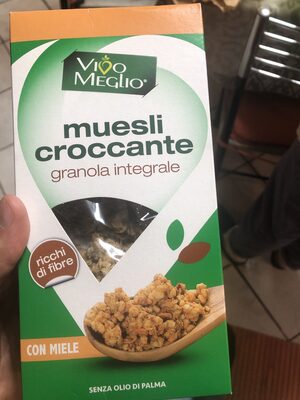 VIVO
MEGLIO®
muesli
croccante
granola integrale
ricchi
di fibre
CON MIELE
SENZA OLIO DI PALMA